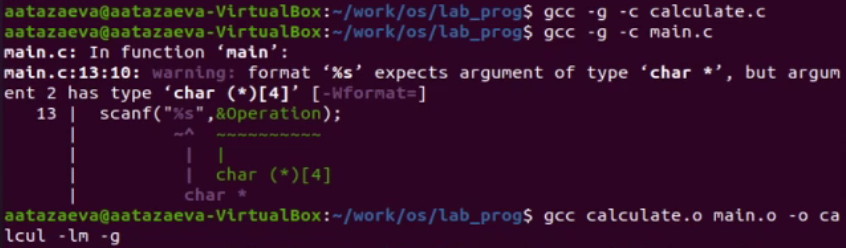 aatazaeva@aatazaeva-VirtualBox:~/work/os/lab_prog$ gcc -g -c calculate.c
aatazaeva@aatazaeva-VirtualBox:~/work/os/lab_prog$ gcc -g -c main.c
main.c: In function ‘main’:
main.c:13:10: warning: format ‘%s’ expects argument of type ‘char *’, but argum
ent 2 has type ‘char (*)[4]’ [-Wformat=]
   13 |  scanf("%s",&Operation);
      |         ~^  ~~~~~~~~~~
      |          |  |
      |          |  char (*)[4]
      |          char *
aatazaeva@aatazaeva-VirtualBox:~/work/os/lab_prog$ gcc calculate.o main.o -o ca
lcul -lm -g